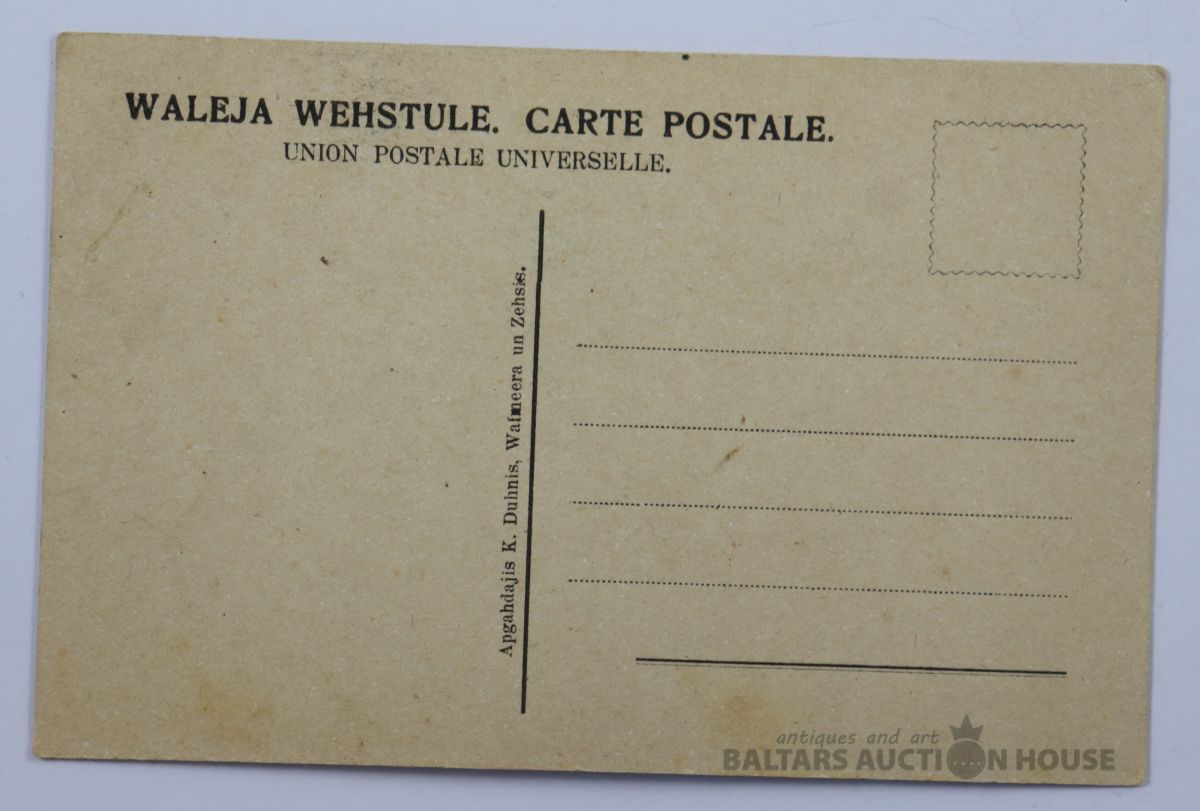 WALEJA WEHSTULE. CARTE POSTALE.
UNION POSTALE UNIVERSELLE.
Apgahdajis K. Duhnis, Walmeera un Zehsis.
antiques and art
BALTARS AUCTION HOUSE